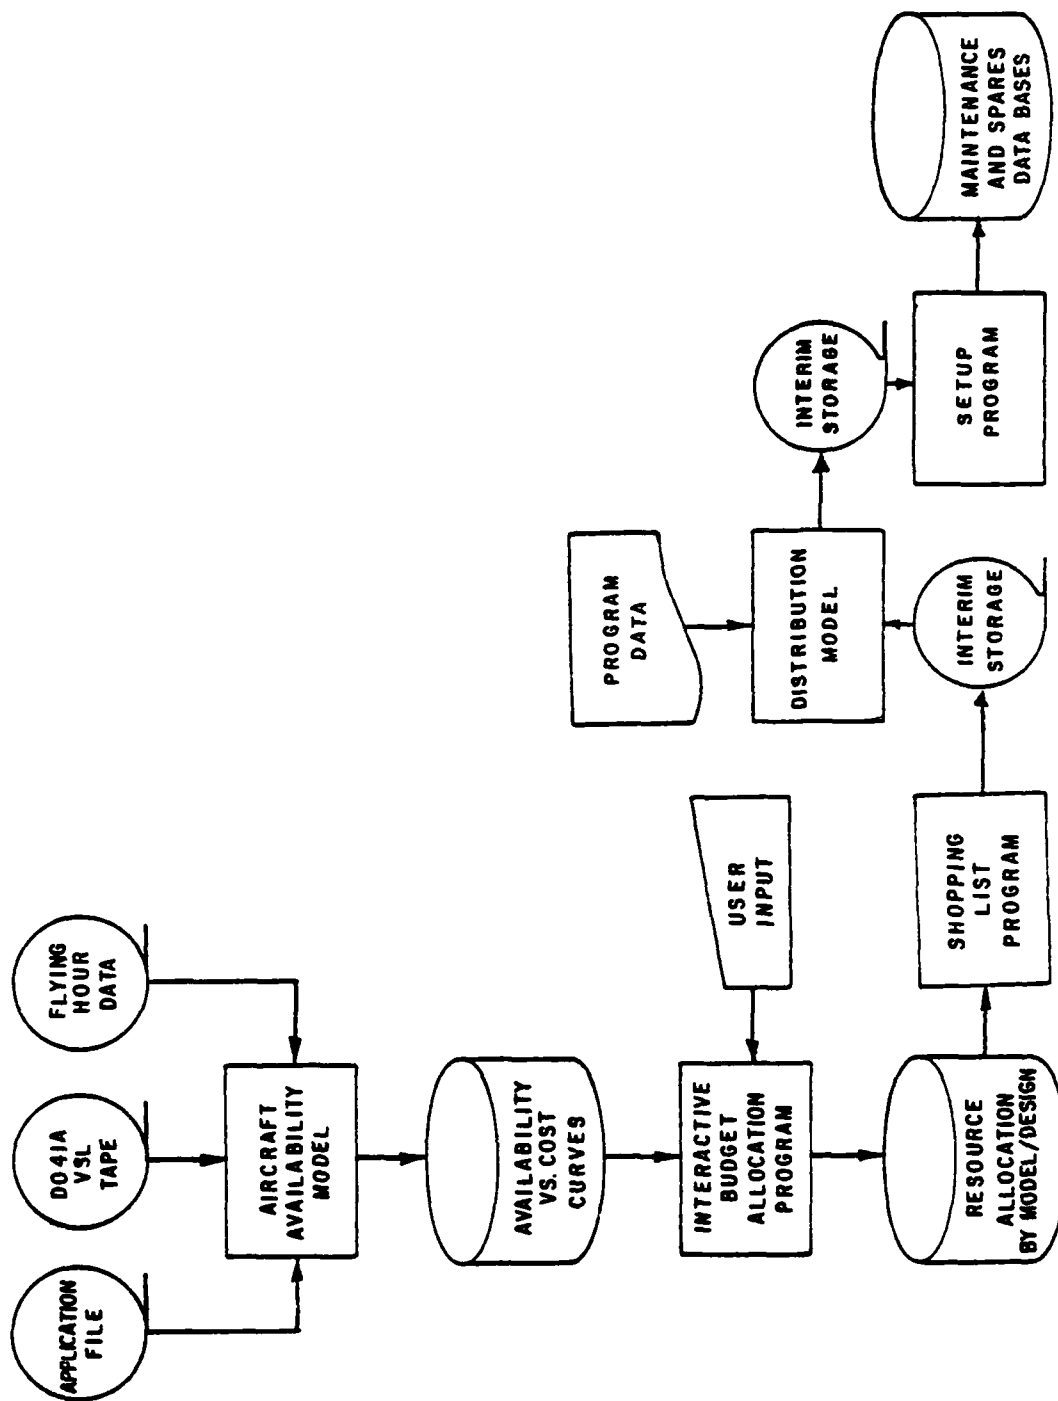 APPLICATION
FILE
DO41A
VSL
TAPE
FLYING
HOUR
DATA
AIRCRAFT
AVAILABILITY
MODEL
AVAILABILITY
VS. COST
CURVES
INTERACTIVE
BUDGET
ALLOCATION
PROGRAM
USER
INPUT
RESOURCE
ALLOCATION
BY MODEL/DESIGN
SHOPPING
LIST
PROGRAM
INTERIM
STORAGE
PROGRAM
DATA
DISTRIBUTION
MODEL
INTERIM
STORAGE
SETUP
PROGRAM
MAINTENANCE
AND SPARES
DATA BASES